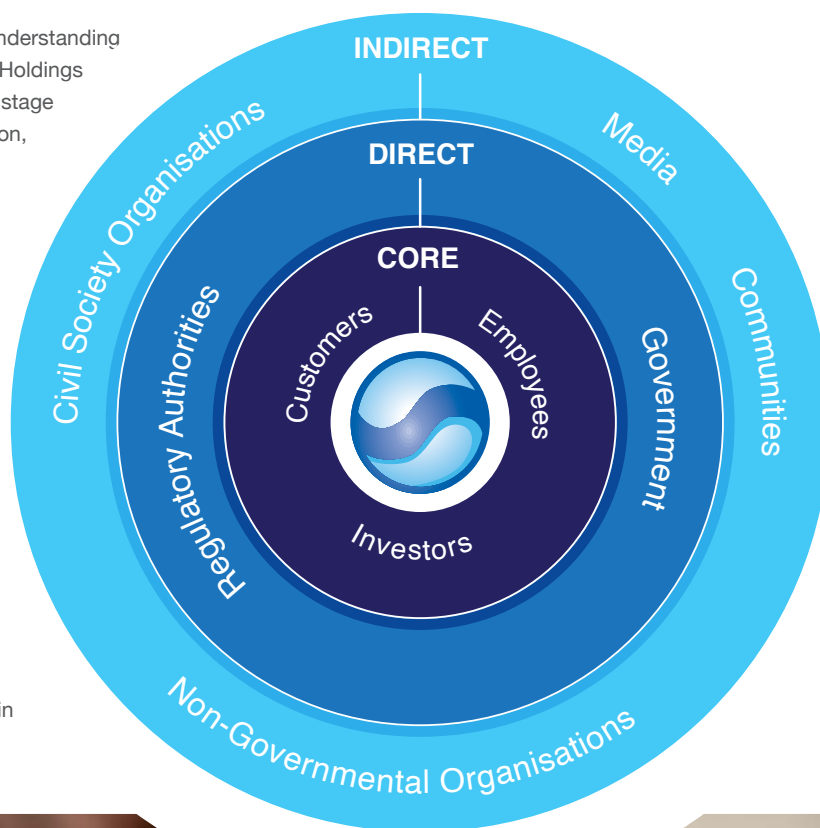 nderstanding
Holdings
stage
on,
INDIRECT
Civil Society Organisations
Media
Communities
Non-Governmental Organisations
DIRECT
Regulatory Authorities
Government
CORE
Customers
Employees
Investors
in